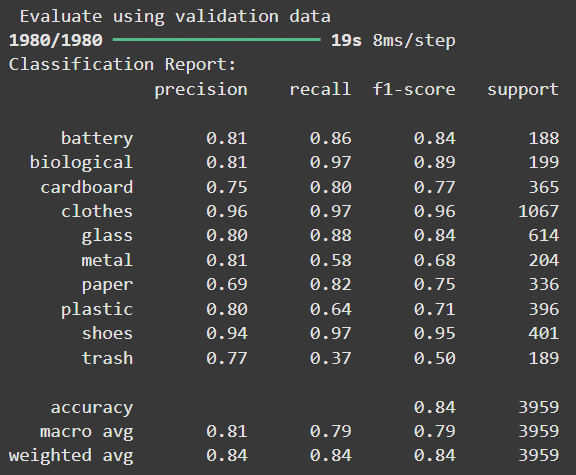 Evaluate using validation data
1980/1980 ━━━━━━━━━━━━━━━━━━━━ 19s 8ms/step
Classification Report:
precision recall f1-score support
battery 0.81 0.86 0.84 188
biological 0.81 0.97 0.89 199
cardboard 0.75 0.80 0.77 365
clothes 0.96 0.97 0.96 1067
glass 0.80 0.88 0.84 614
metal 0.81 0.58 0.68 204
paper 0.69 0.82 0.75 336
plastic 0.80 0.64 0.71 396
shoes 0.94 0.97 0.95 401
trash 0.77 0.37 0.50 189
accuracy 0.84 3959
macro avg 0.81 0.79 0.79 3959
weighted avg 0.84 0.84 0.84 3959